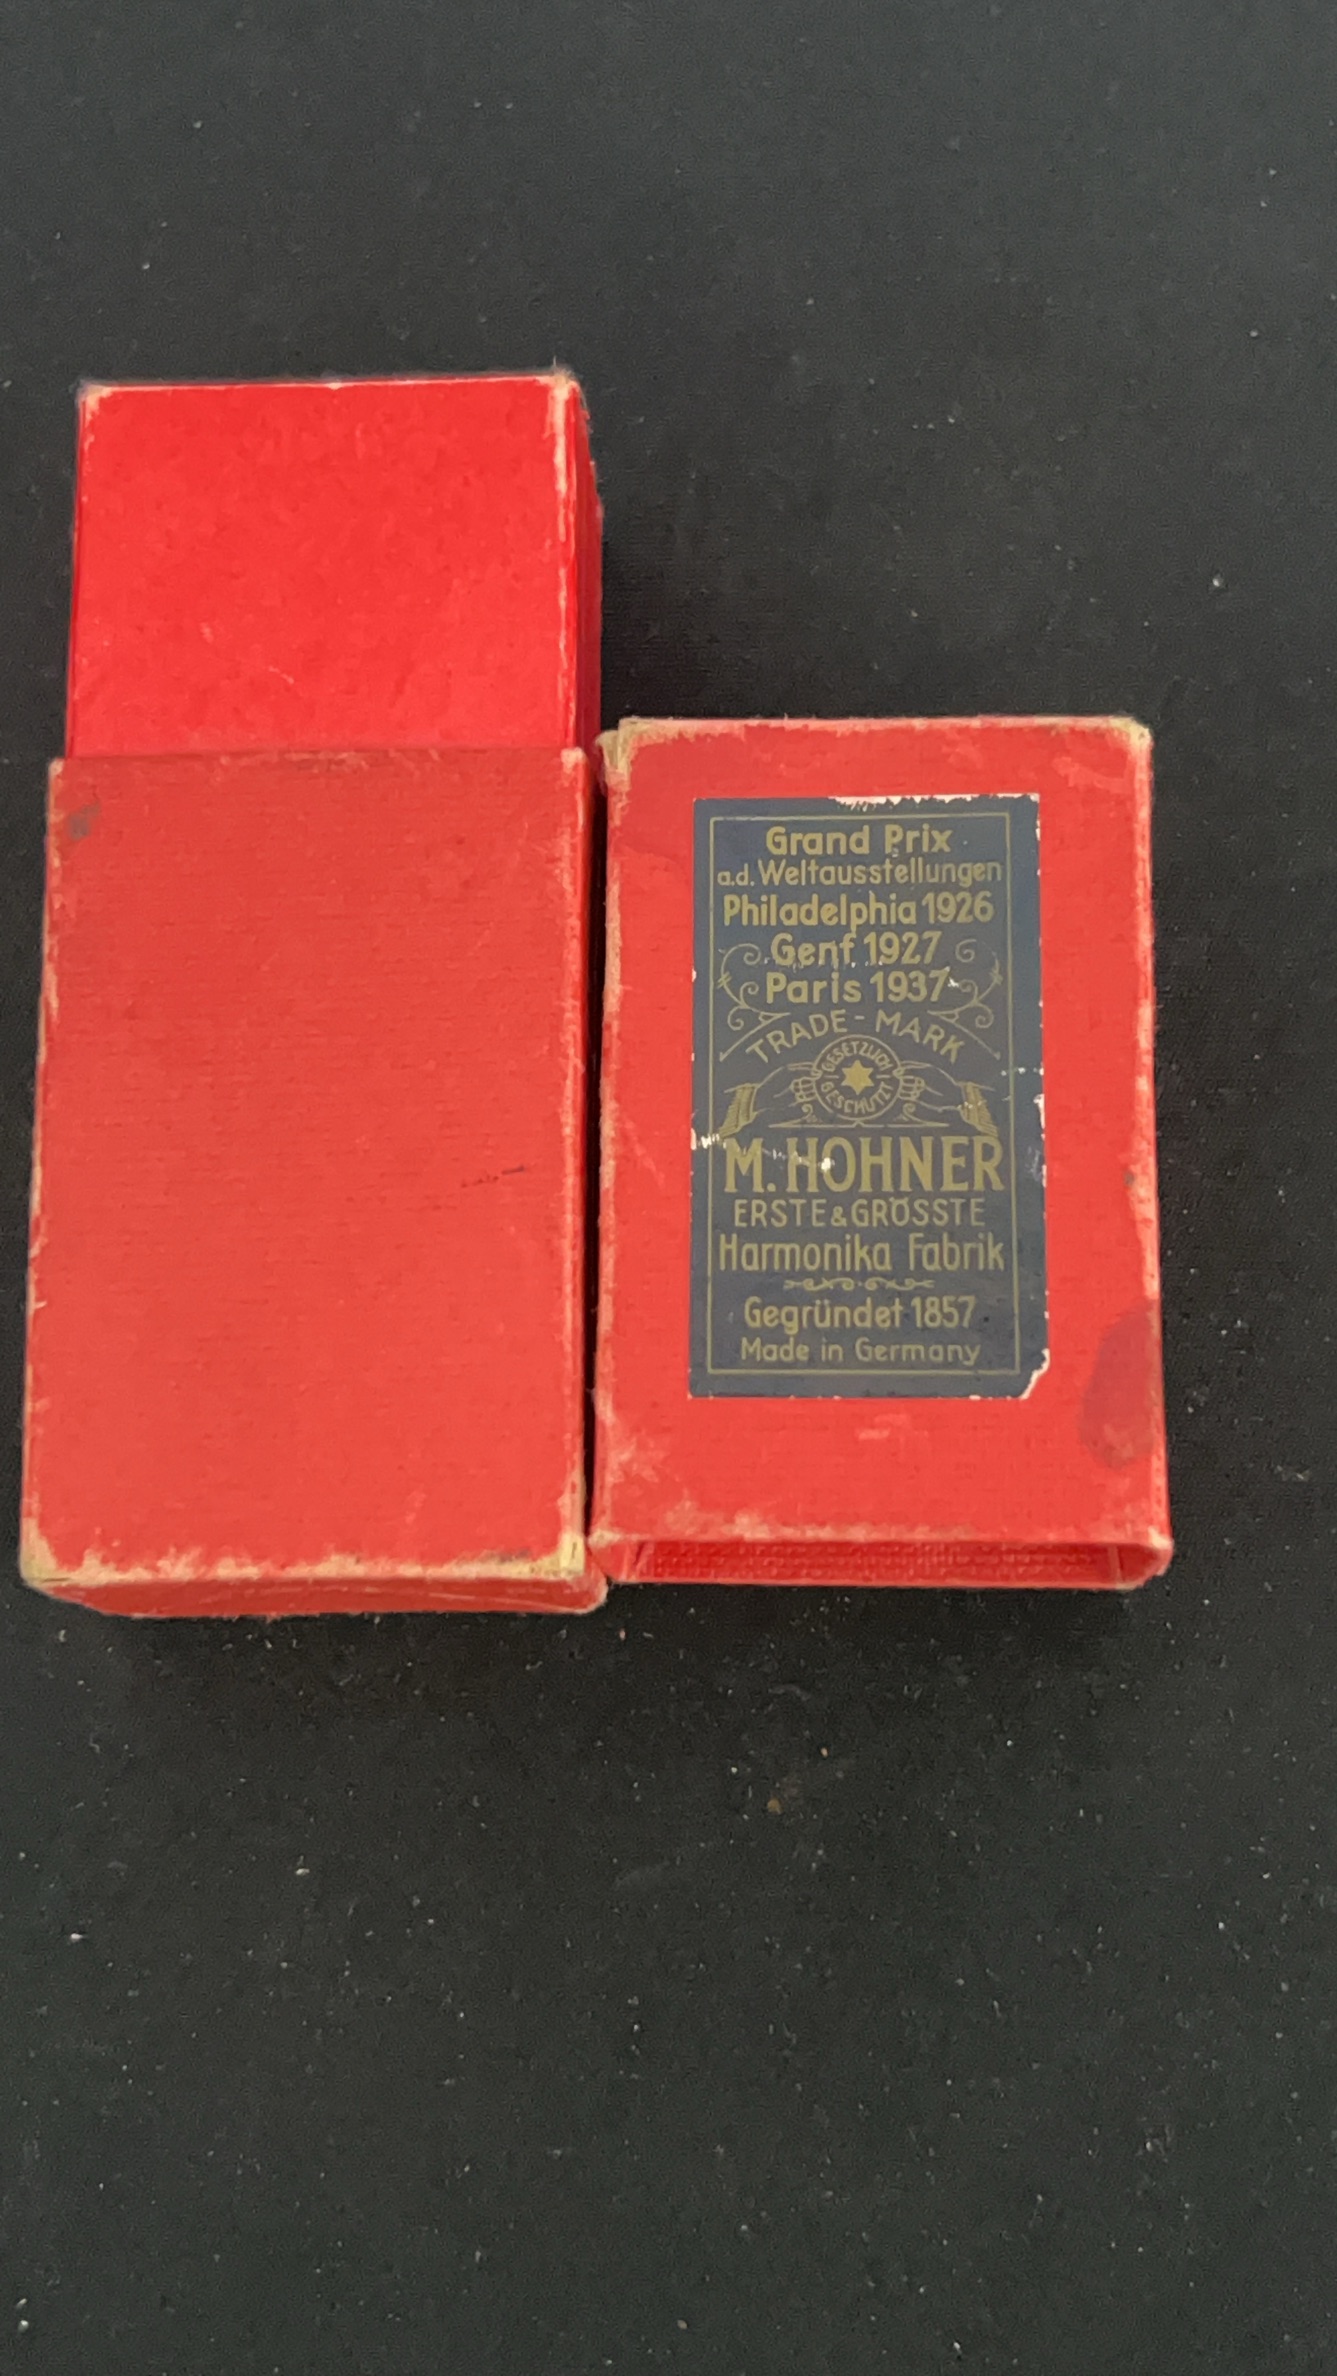 Grand Prix
a.d. Weltausstellungen
Philadelphia 1926
Genf 1927
Paris 1937
TRADE-MARK
GESETZLICH
GESCHÜTZT
M. HOHNER
ERSTE & GRÖSSTE
Harmonika Fabrik
Gegründet 1857
Made in Germany